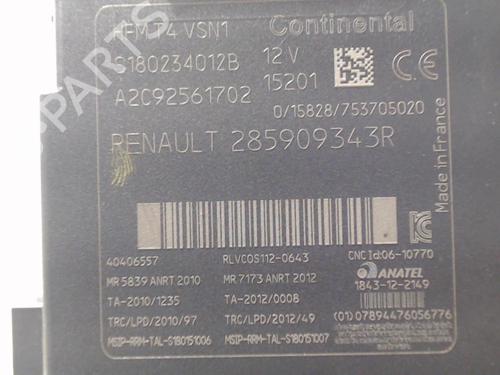 HFM T4 VSN1 Continental
S180234012B 12 V CE
A2C92561702 15201
0/15828/753705020
RENAULT 285909343R
Made in France
40406557 RLVCOS112-0643 CNC Id:06-10770
MR 5839 ANRT 2010 MR 7173 ANRT 2012 ANATEL
TA-2010/1235 TA-2012/0008 1843-12-2149
TRC/LPD/2010/97 TRC/LPD/2012/49 (01) 07894476056776
MSIP-RRM-TAL-S180151006 MSIP-RRM-TAL-S180151007